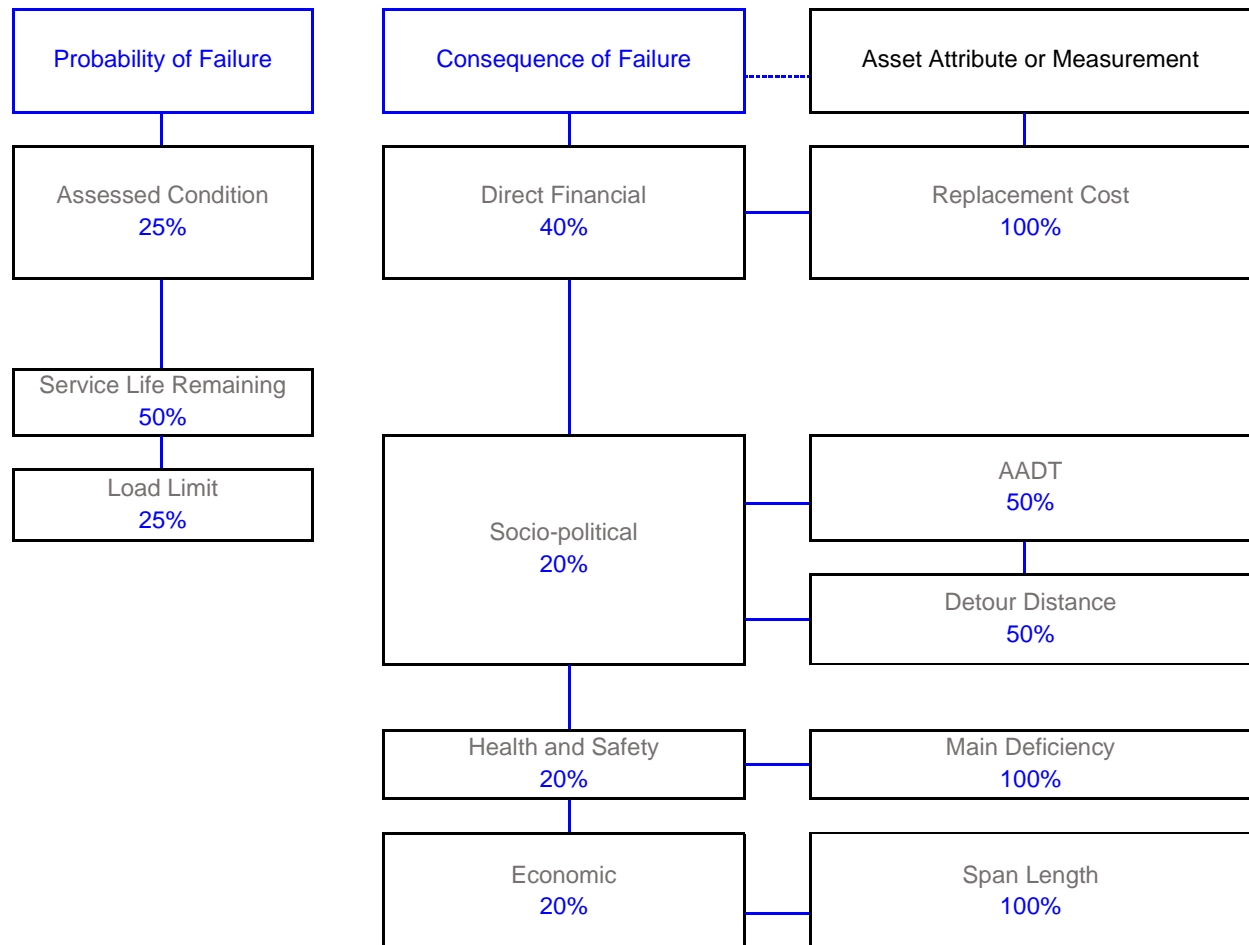 Probability of Failure
Consequence of Failure
Asset Attribute or Measurement
Assessed Condition
25%
Direct Financial
40%
Replacement Cost
100%
Service Life Remaining
50%
Load Limit
25%
Socio-political
20%
AADT
50%
Detour Distance
50%
Health and Safety
20%
Main Deficiency
100%
Economic
20%
Span Length
100%